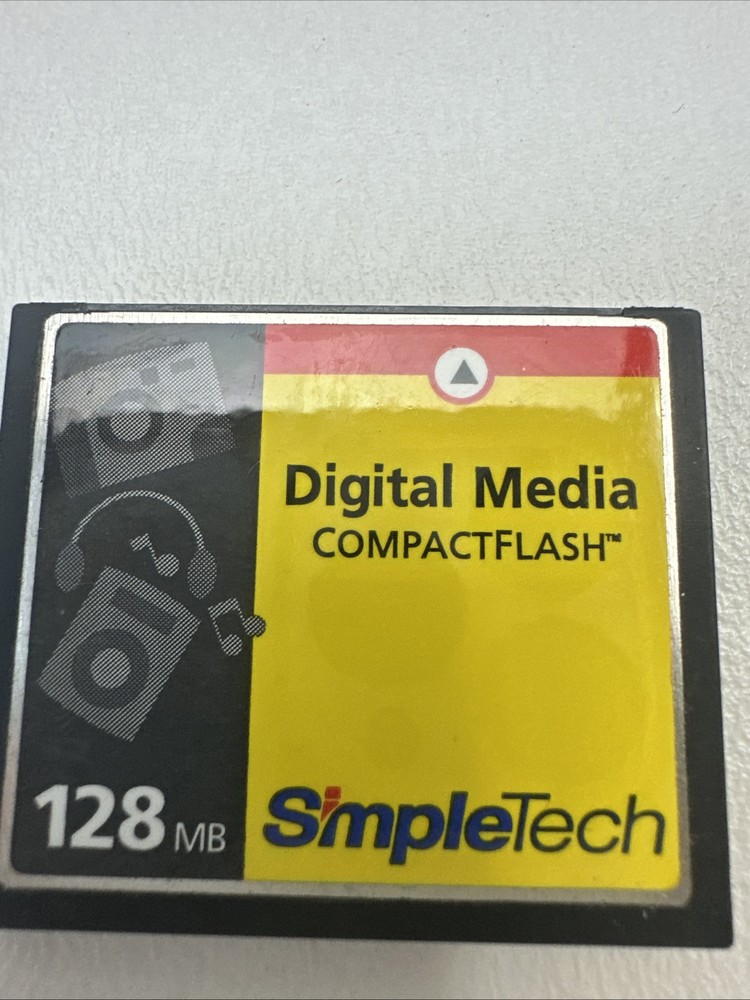 Digital Media
COMPACTFLASH™
128 MB
SimpleTech